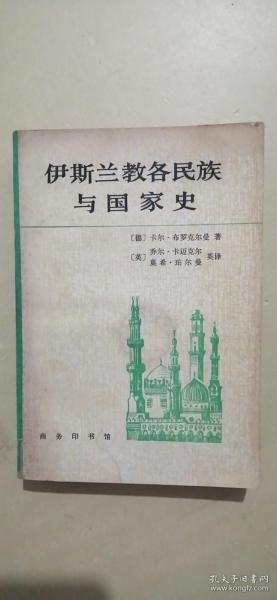 伊斯兰教各民族
与国家史
〔德〕卡尔·布罗克尔曼 著
〔英〕乔尔·卡迈克尔
莫希·珀尔曼 英译
商务印书馆
孔夫子旧书网